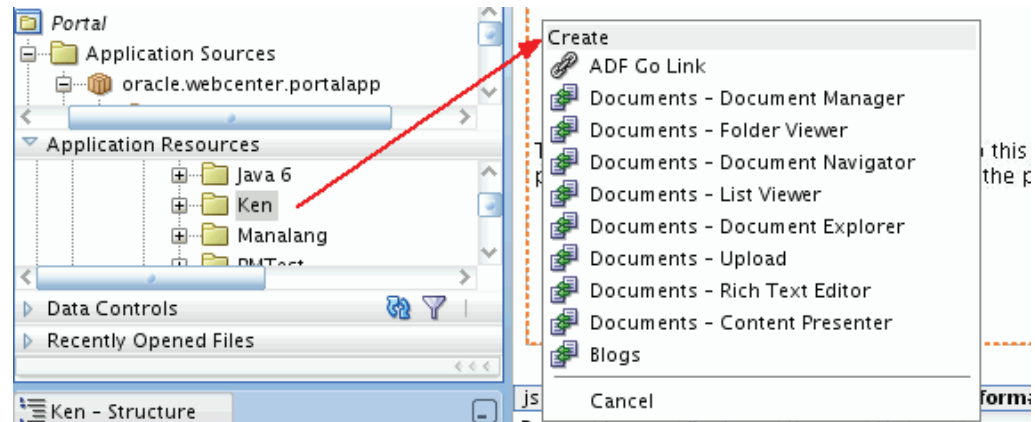 Portal
Application Sources
oracle.webcenter.portalapp
Application Resources
Java 6
Ken
Manalang
PMTest
Data Controls
Recently Opened Files
Ken - Structure
Create
ADF Go Link
Documents - Document Manager
Documents - Folder Viewer
Documents - Document Navigator
Documents - List Viewer
Documents - Document Explorer
Documents - Upload
Documents - Rich Text Editor
Documents - Content Presenter
Blogs
Cancel
this
the
js